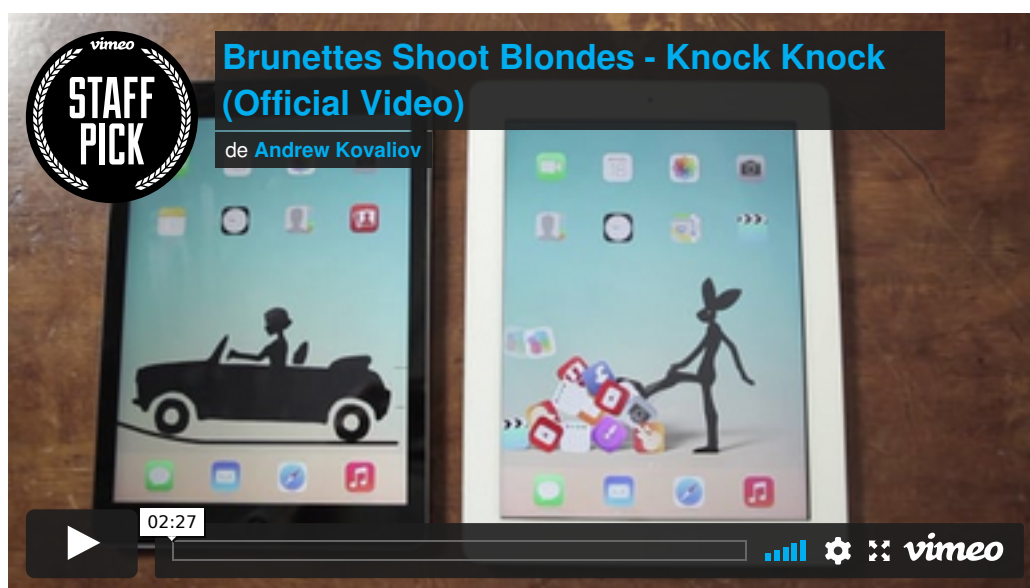 vimeo
STAFF
PICK
Brunettes Shoot Blondes - Knock Knock
(Official Video)
de Andrew Kovaliov
02:27
vimeo